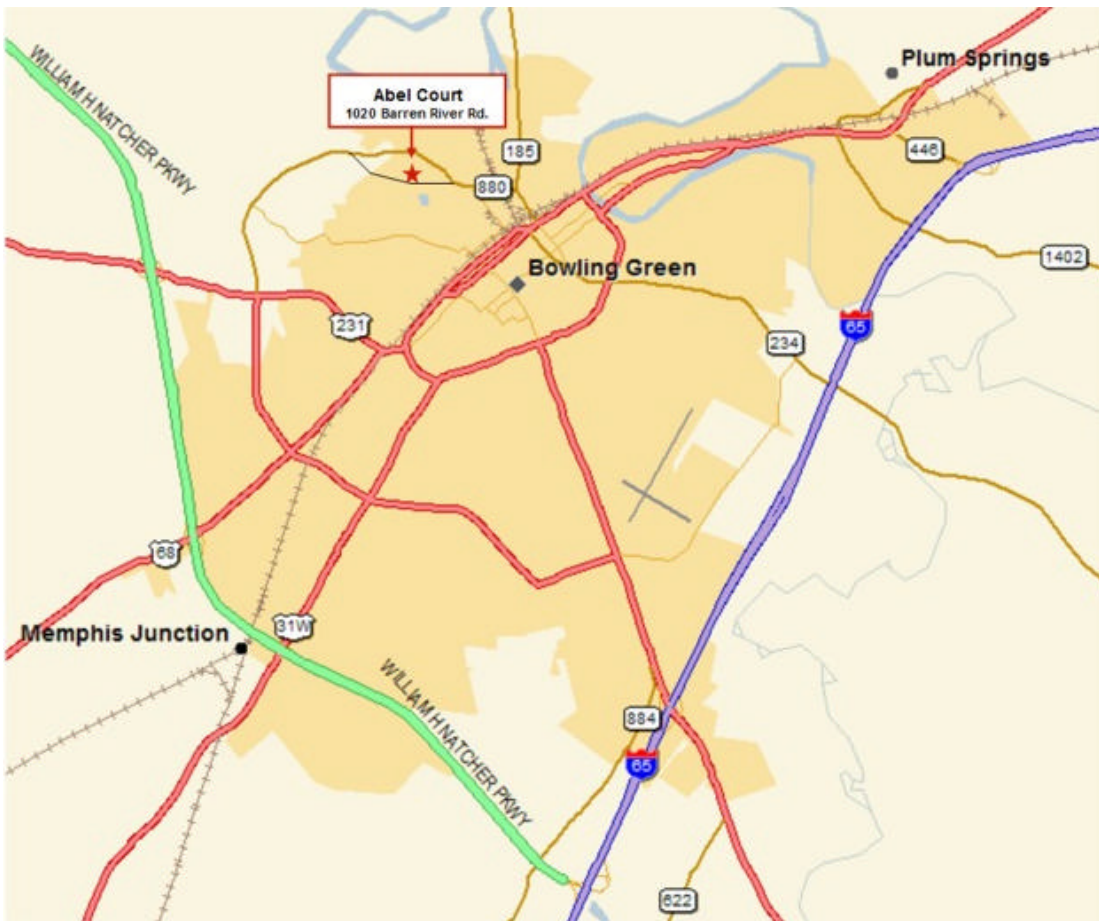 WILLIAM H NATCHER PKWY
Plum Springs
Abel Court
1020 Barren River Rd.
185
446
880
1402
Bowling Green
231
65
234
68
31W
Memphis Junction
WILLIAM H NATCHER PKWY
884
65
622